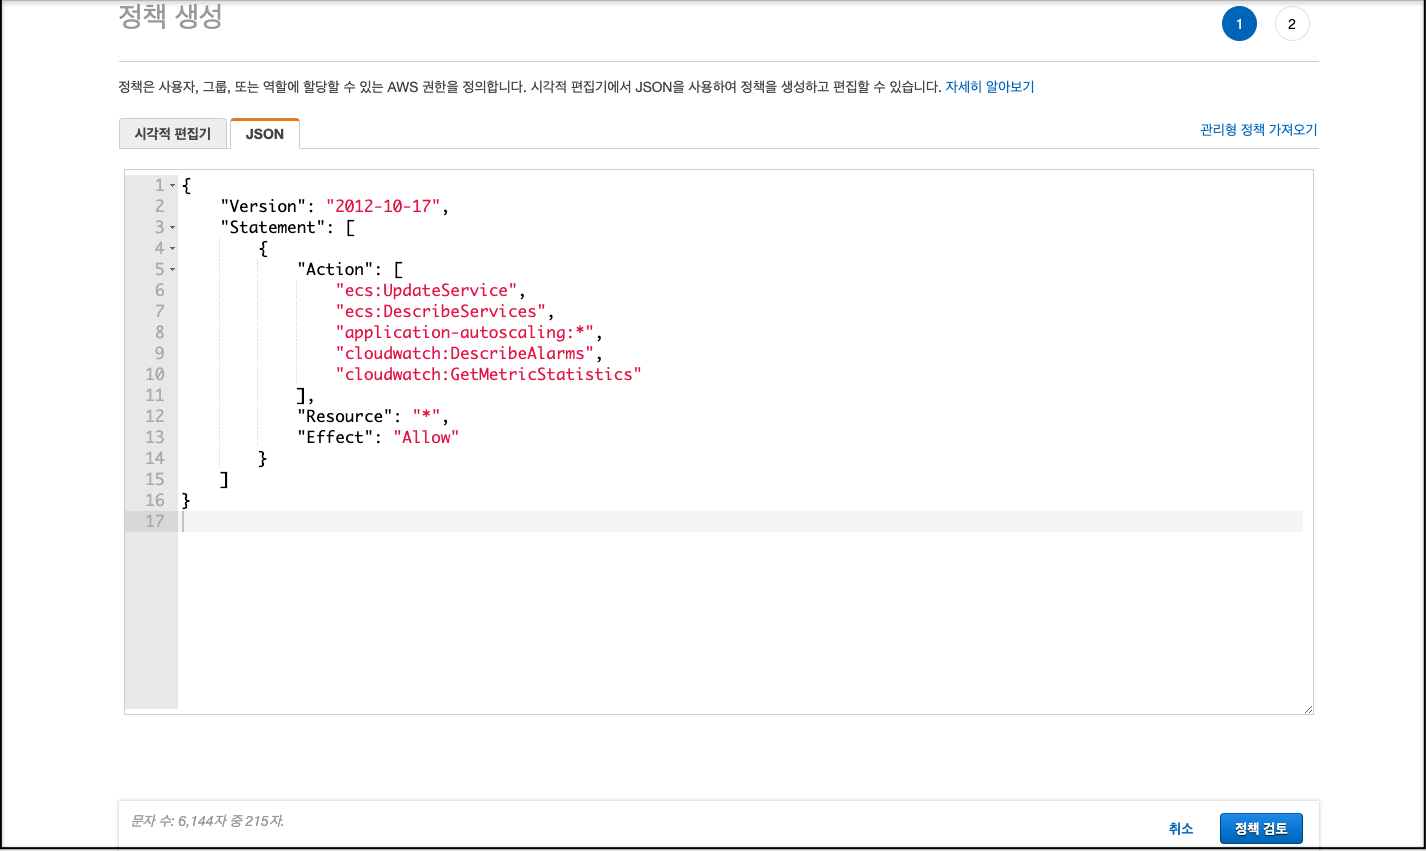 정책 생성
1 2
정책은 사용자, 그룹, 또는 역할에 할당할 수 있는 AWS 권한을 정의합니다. 시각적 편집기에서 JSON을 사용하여 정책을 생성하고 편집할 수 있습니다. 자세히 알아보기
시각적 편집기 JSON 관리형 정책 가져오기
1 {
2     "Version": "2012-10-17",
3     "Statement": [
4         {
5             "Action": [
6                 "ecs:UpdateService",
7                 "ecs:DescribeServices",
8                 "application-autoscaling:*",
9                 "cloudwatch:DescribeAlarms",
10                 "cloudwatch:GetMetricStatistics"
11             ],
12             "Resource": "*",
13             "Effect": "Allow"
14         }
15     ]
16 }
17
문자 수: 6,144자 중 215자.
취소 정책 검토